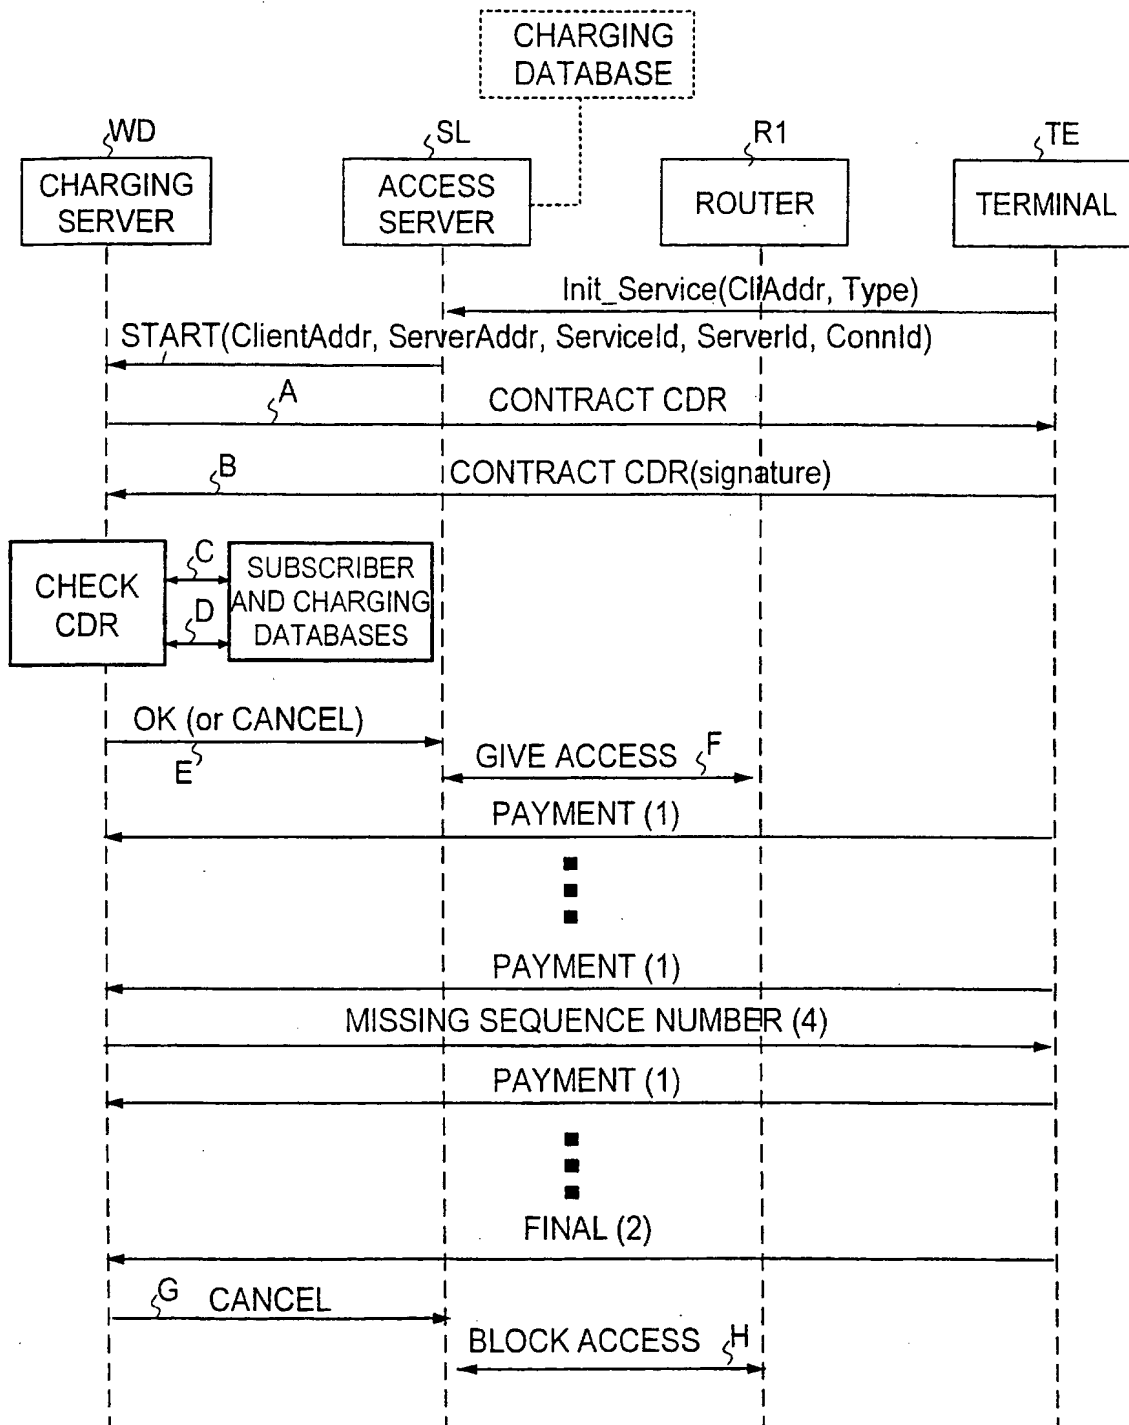 CHARGING
DATABASE
WD
SL
R1
TE
CHARGING
SERVER
ACCESS
SERVER
ROUTER
TERMINAL
Init_Service(CliAddr, Type)
START(ClientAddr, ServerAddr, ServiceId, ServerId, ConnId)
A
CONTRACT CDR
B
CONTRACT CDR(signature)
CHECK
CDR
C
D
SUBSCRIBER
AND CHARGING
DATABASES
OK (or CANCEL)
E
GIVE ACCESS
F
PAYMENT (1)
PAYMENT (1)
MISSING SEQUENCE NUMBER (4)
PAYMENT (1)
FINAL (2)
G
CANCEL
BLOCK ACCESS
H